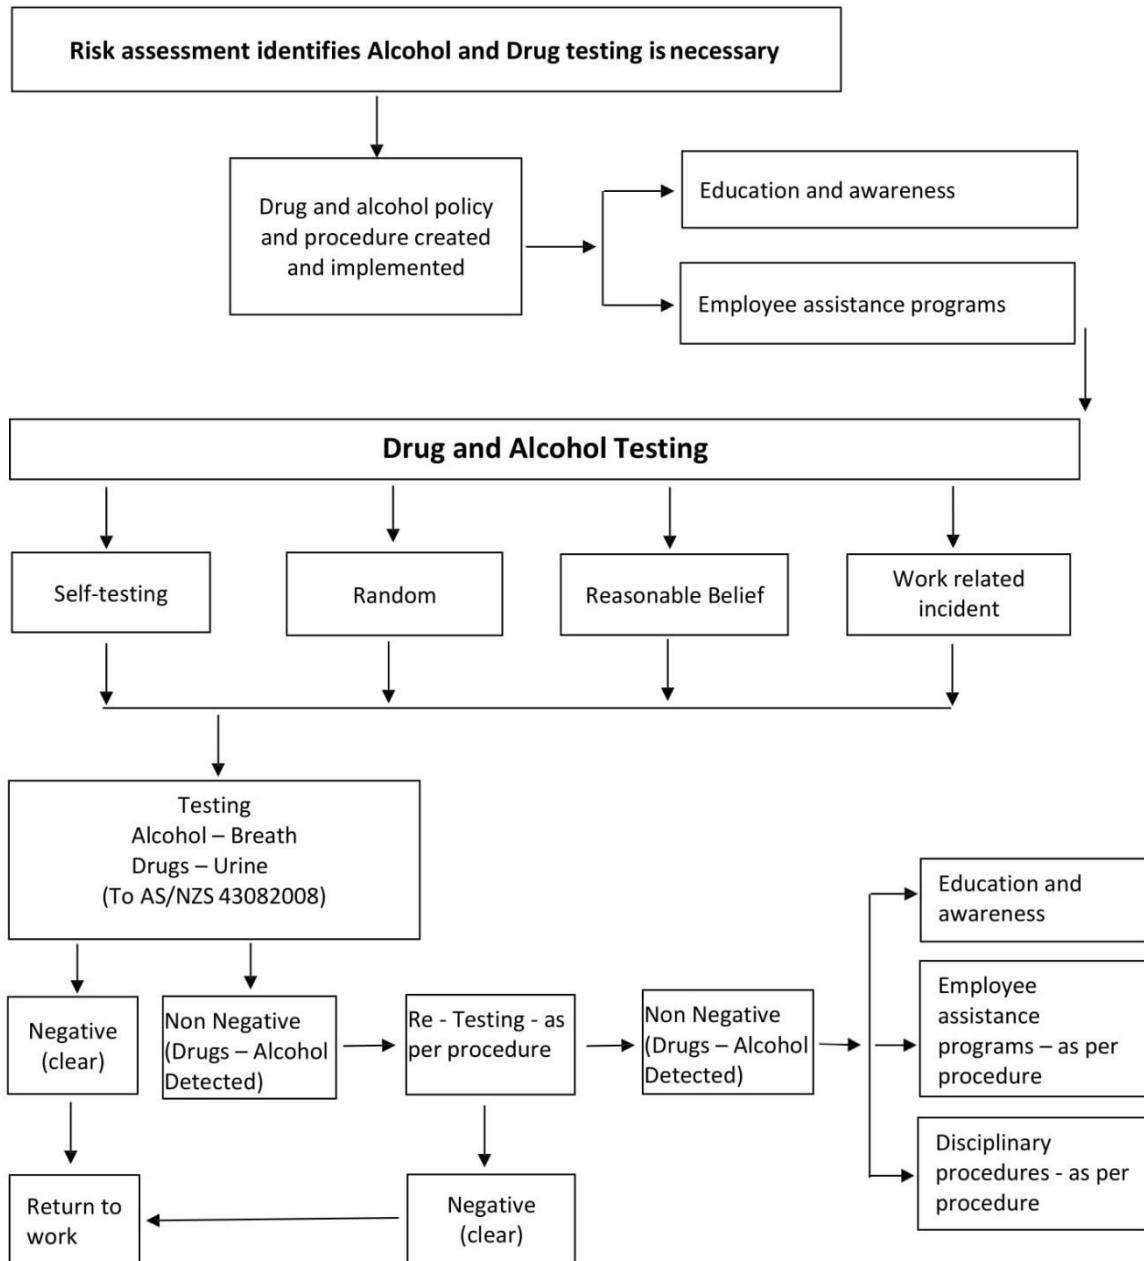 Risk assessment identifies Alcohol and Drug testing is necessary
Drug and alcohol policy
and procedure created
and implemented
Education and awareness
Employee assistance programs
Drug and Alcohol Testing
Self-testing
Random
Reasonable Belief
Work related
incident
Testing
Alcohol – Breath
Drugs – Urine
(To AS/NZS 43082008)
Negative
(clear)
Non Negative
(Drugs – Alcohol
Detected)
Re - Testing - as
per procedure
Non Negative
(Drugs – Alcohol
Detected)
Education and
awareness
Employee
assistance
programs – as per
procedure
Disciplinary
procedures - as per
procedure
Return to
work
Negative
(clear)